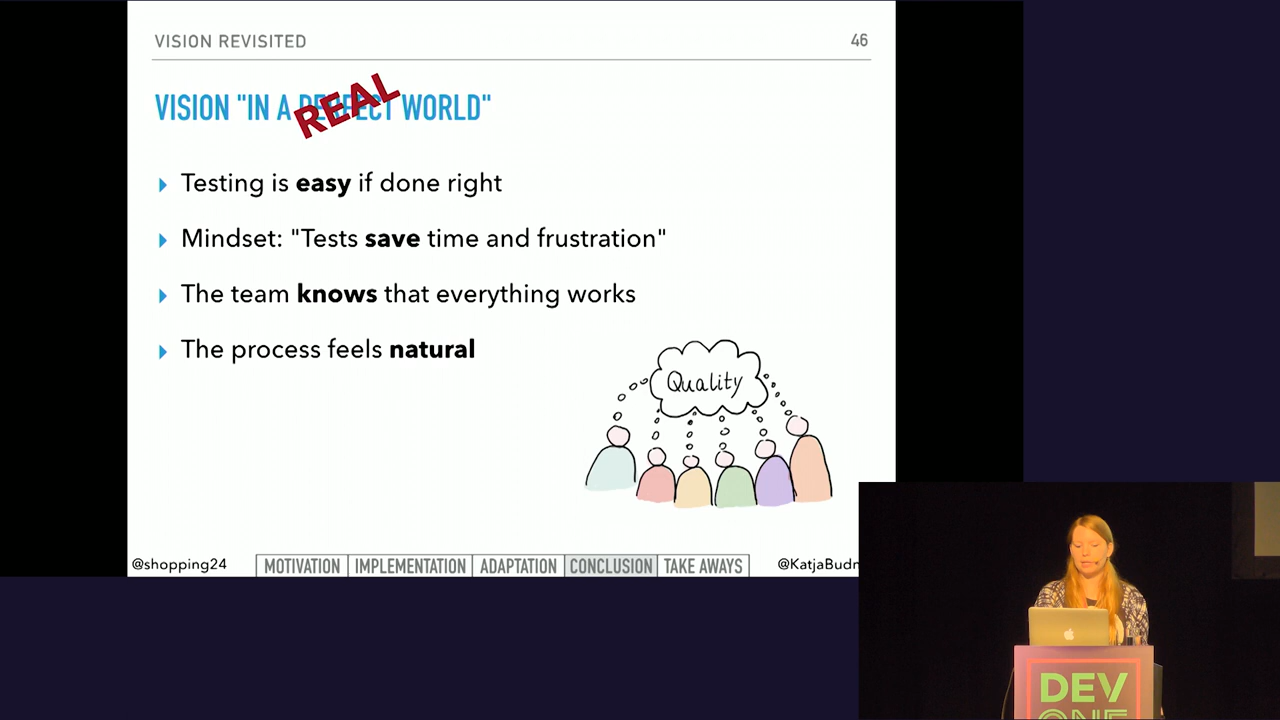 VISION REVISITED
46
VISION "IN A PERFECT WORLD"
REAL
Testing is easy if done right
Mindset: "Tests save time and frustration"
The team knows that everything works
The process feels natural
Quality
@shopping24
MOTIVATION IMPLEMENTATION ADAPTATION CONCLUSION TAKE AWAYS
@KatjaBudn
DEV
ONE